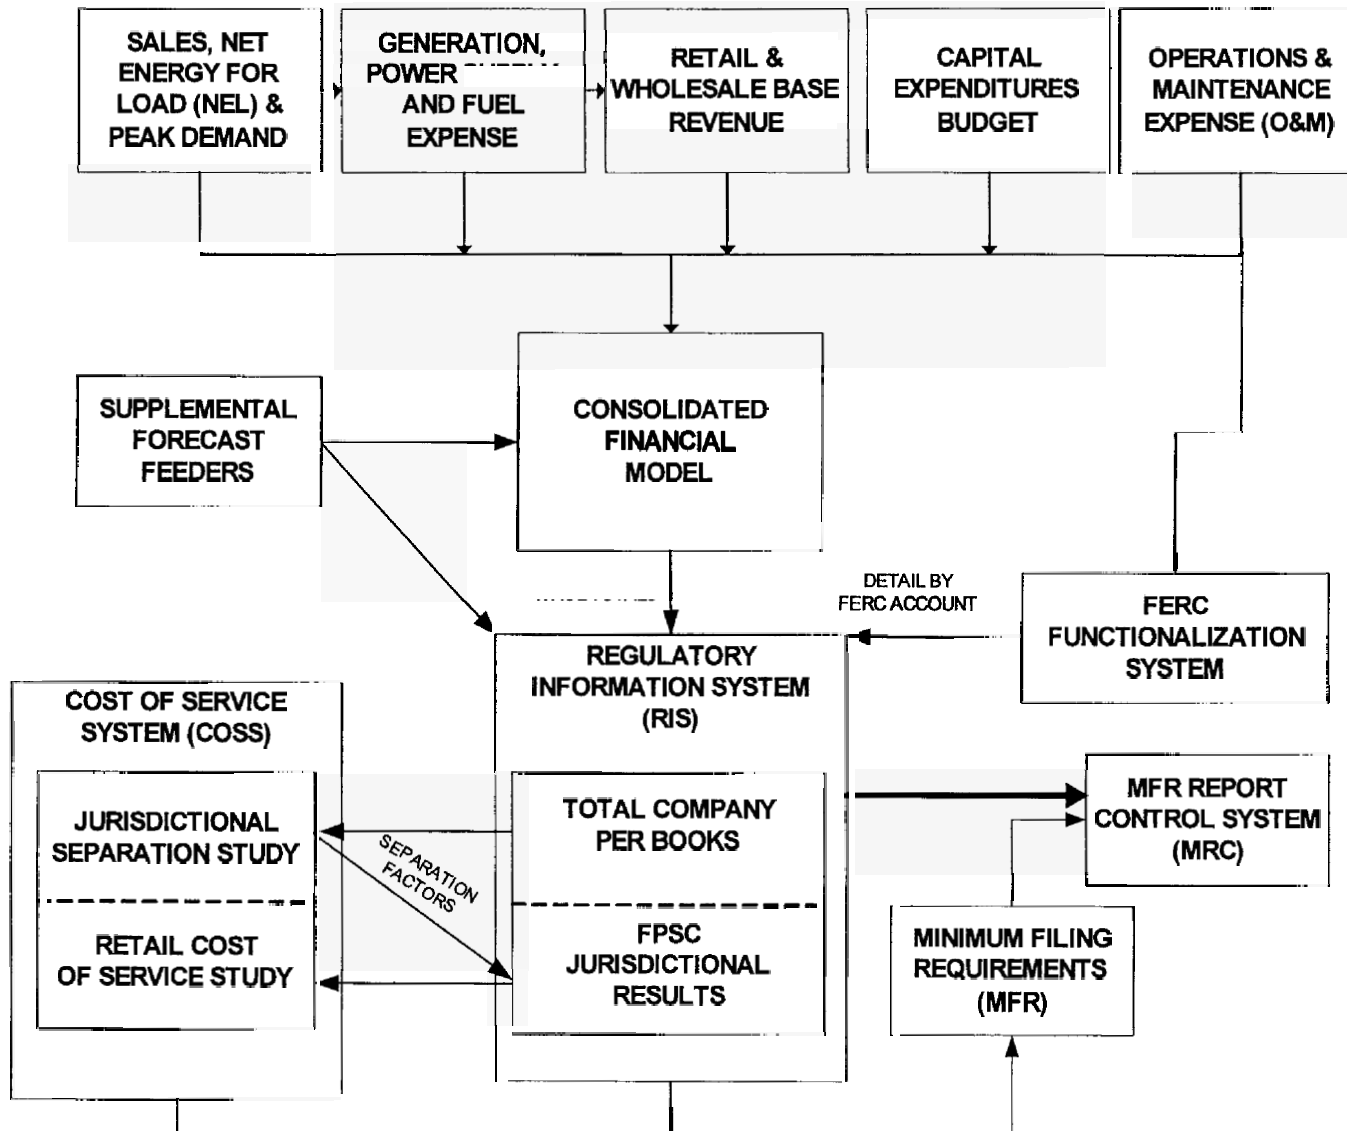 SALES, NET
ENERGY FOR
LOAD (NEL) &
PEAK DEMAND
GENERATION,
POWER
AND FUEL
EXPENSE
RETAIL &
WHOLESALE BASE
REVENUE
CAPITAL
EXPENDITURES
BUDGET
OPERATIONS &
MAINTENANCE
EXPENSE (O&M)
SUPPLEMENTAL
FORECAST
FEEDERS
CONSOLIDATED
FINANCIAL
MODEL
DETAIL BY
FERC ACCOUNT
FERC
FUNCTIONALIZATION
SYSTEM
COST OF SERVICE
SYSTEM (COSS)
JURISDICTIONAL
SEPARATION STUDY
RETAIL COST
OF SERVICE STUDY
SEPARATION
FACTORS
REGULATORY
INFORMATION SYSTEM
(RIS)
TOTAL COMPANY
PER BOOKS
FPSC
JURISDICTIONAL
RESULTS
MFR REPORT
CONTROL SYSTEM
(MRC)
MINIMUM FILING
REQUIREMENTS
(MFR)